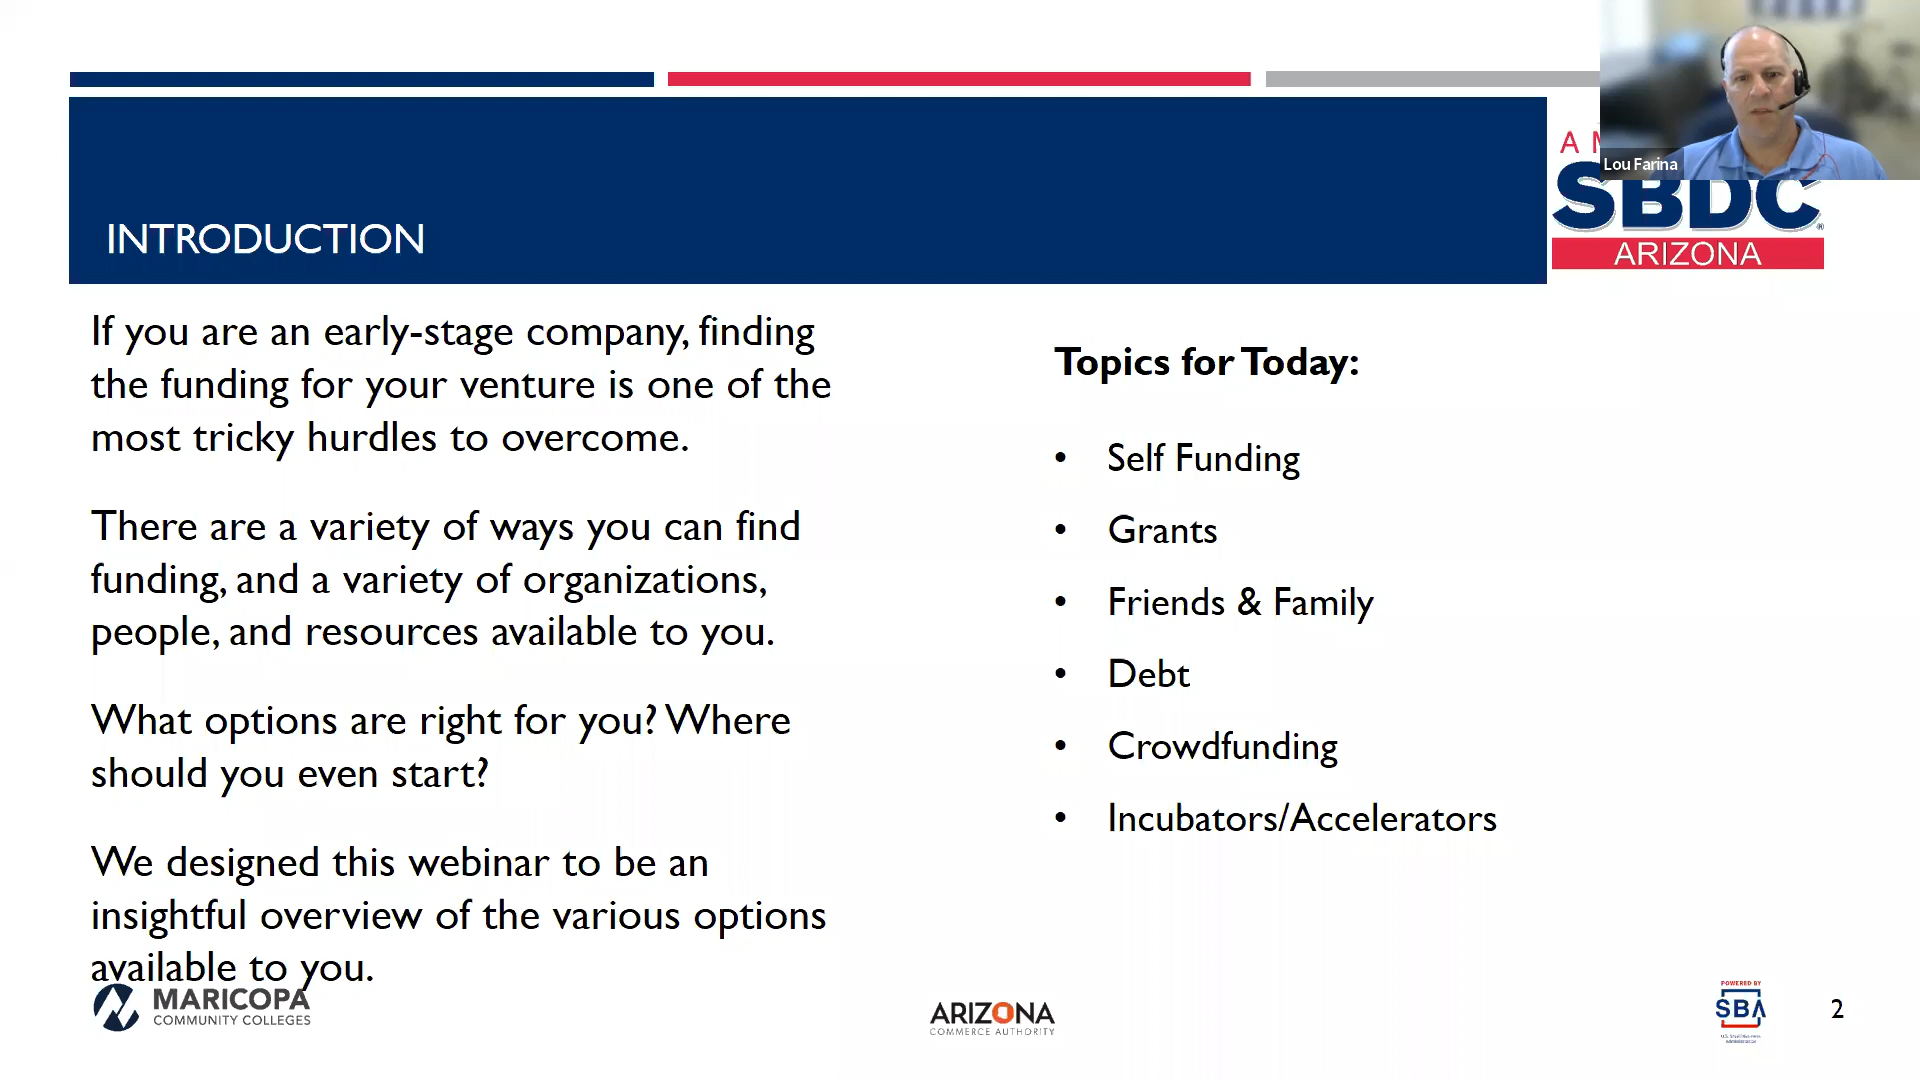 Lou Farina
A
SBDC
ARIZONA
INTRODUCTION
If you are an early-stage company, finding
the funding for your venture is one of the
most tricky hurdles to overcome.
There are a variety of ways you can find
funding, and a variety of organizations,
people, and resources available to you.
What options are right for you? Where
should you even start?
We designed this webinar to be an
insightful overview of the various options
available to you.
Topics for Today:
• Self Funding
• Grants
• Friends & Family
• Debt
• Crowdfunding
• Incubators/Accelerators
MARICOPA
COMMUNITY COLLEGES
ARIZONA
COMMERCE AUTHORITY
POWERED BY
SBA
2